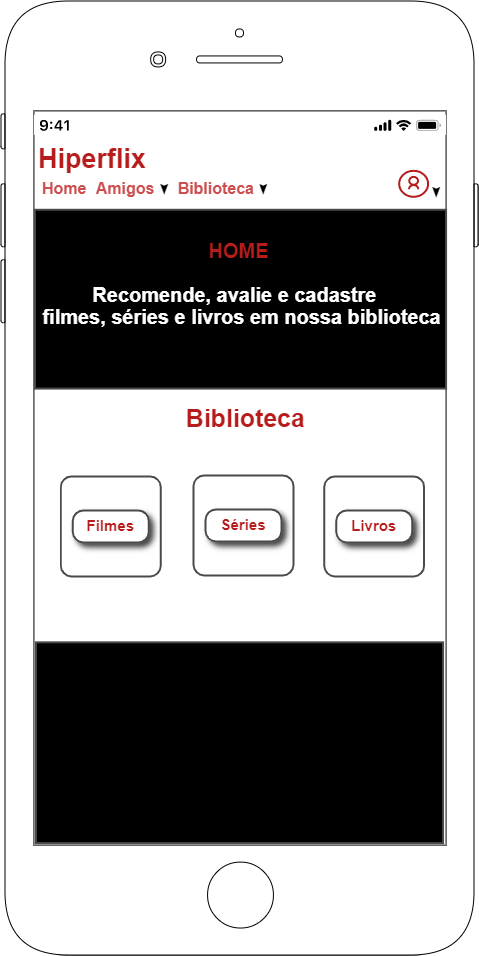 9:41
Hiperflix
Home Amigos Biblioteca
HOME
Recomende, avalie e cadastre
filmes, séries e livros em nossa biblioteca
Biblioteca
Filmes Séries Livros